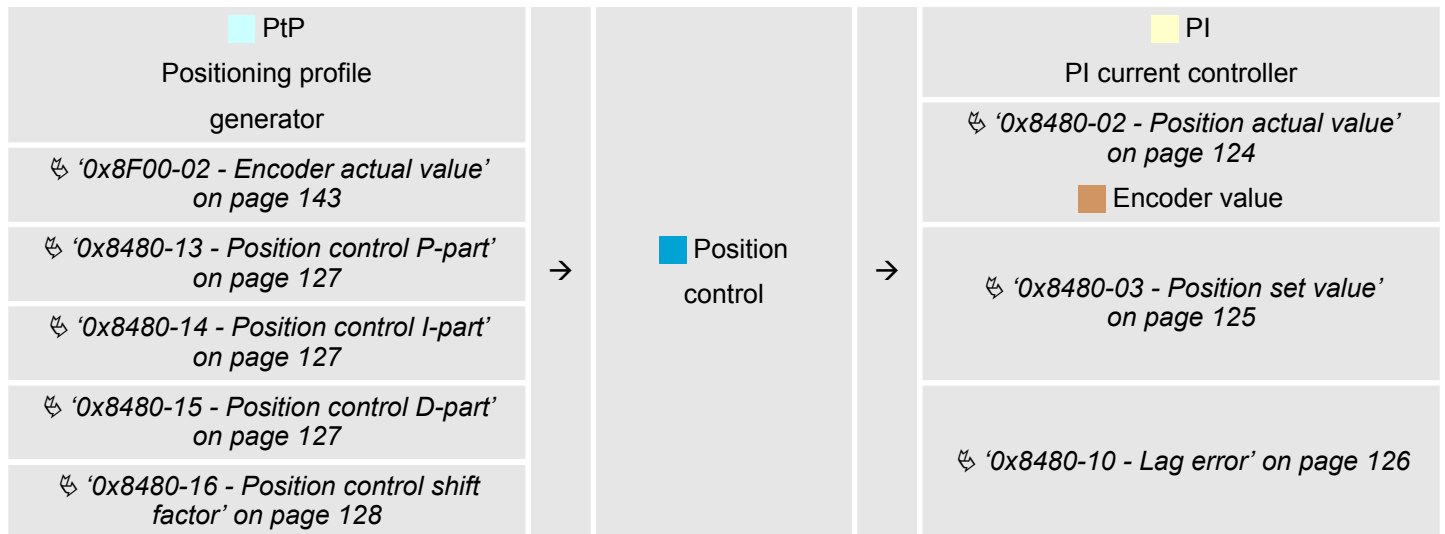 PtP
Positioning profile
generator
↳ ‘0x8F00-02 - Encoder actual value’
on page 143
↳ ‘0x8480-13 - Position control P-part’
on page 127
↳ ‘0x8480-14 - Position control I-part’
on page 127
↳ ‘0x8480-15 - Position control D-part’
on page 127
↳ ‘0x8480-16 - Position control shift
factor’ on page 128
→
Position
control
→
PI
PI current controller
↳ ‘0x8480-02 - Position actual value’
on page 124
Encoder value
↳ ‘0x8480-03 - Position set value’
on page 125
↳ ‘0x8480-10 - Lag error’ on page 126